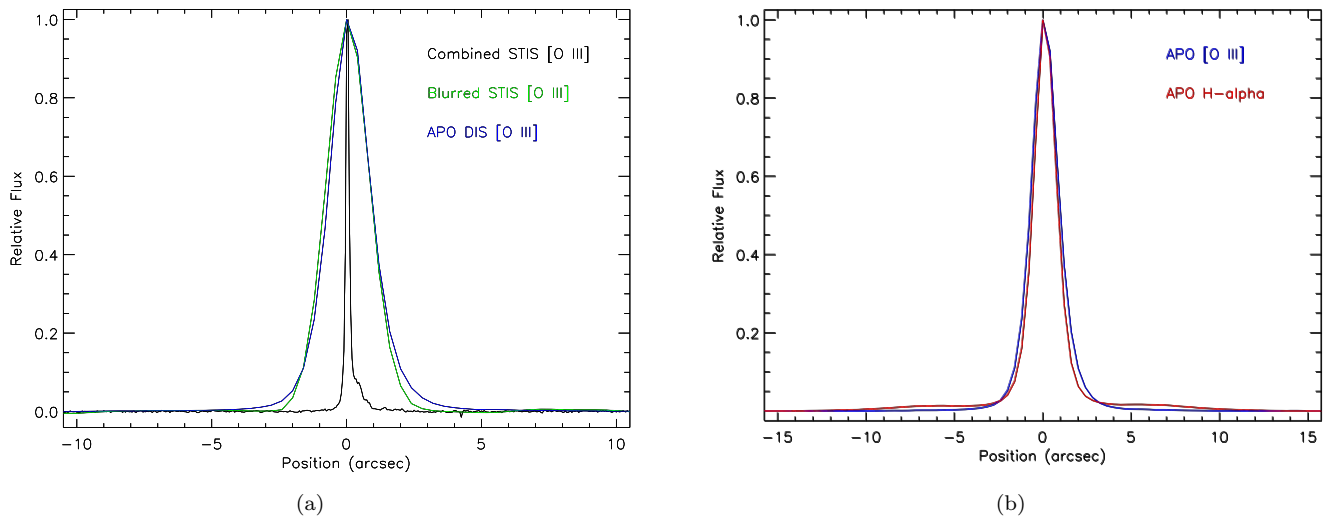 Combined STIS [O III]
Blurred STIS [O III]
APO DIS [O III]
1.0
0.8
0.6
0.4
0.2
0.0
Relative Flux
−10
−5
0
5
10
Position (arcsec)
(a)
APO [O III]
APO H−alpha
1.0
0.8
0.6
0.4
0.2
Relative Flux
−15
−10
−5
0
5
10
15
Position (arcsec)
(b)